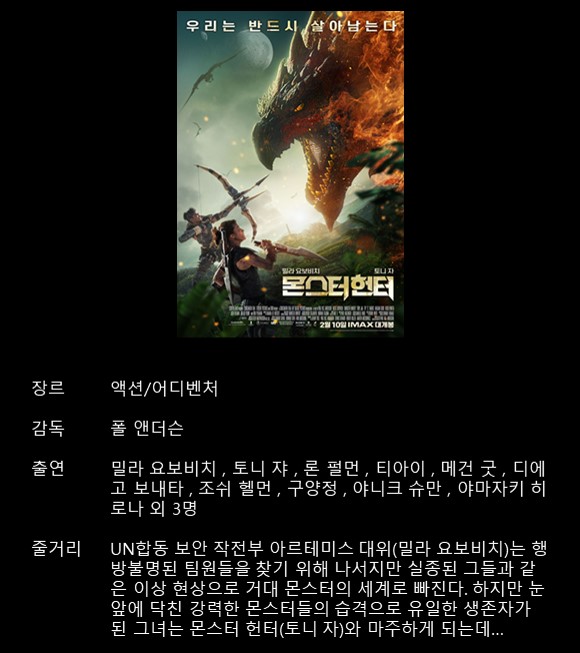 우리는 반드시 살아남는다
밀라 요보비치 토니 자
몬스터헌터
2월 10일 IMAX 대개봉
장르 액션/어디벤처
감독 폴 앤더슨
출연 밀라 요보비치 , 토니 쟈 , 론 펄먼 , 티아이 , 메건 굿 , 디에
고 보내타 , 조쉬 헬먼 , 구양정 , 야니크 슈만 , 야마자키 히
로나 외 3명
줄거리 UN합동 보안 작전부 아르테미스 대위(밀라 요보비치)는 행
방불명된 팀원들을 찾기 위해 나서지만 실종된 그들과 같
은 이상 현상으로 거대 몬스터의 세계로 빠진다. 하지만 눈
앞에 닥친 강력한 몬스터들의 습격으로 유일한 생존자가
된 그녀는 몬스터 헌터(토니 자)와 마주하게 되는데...